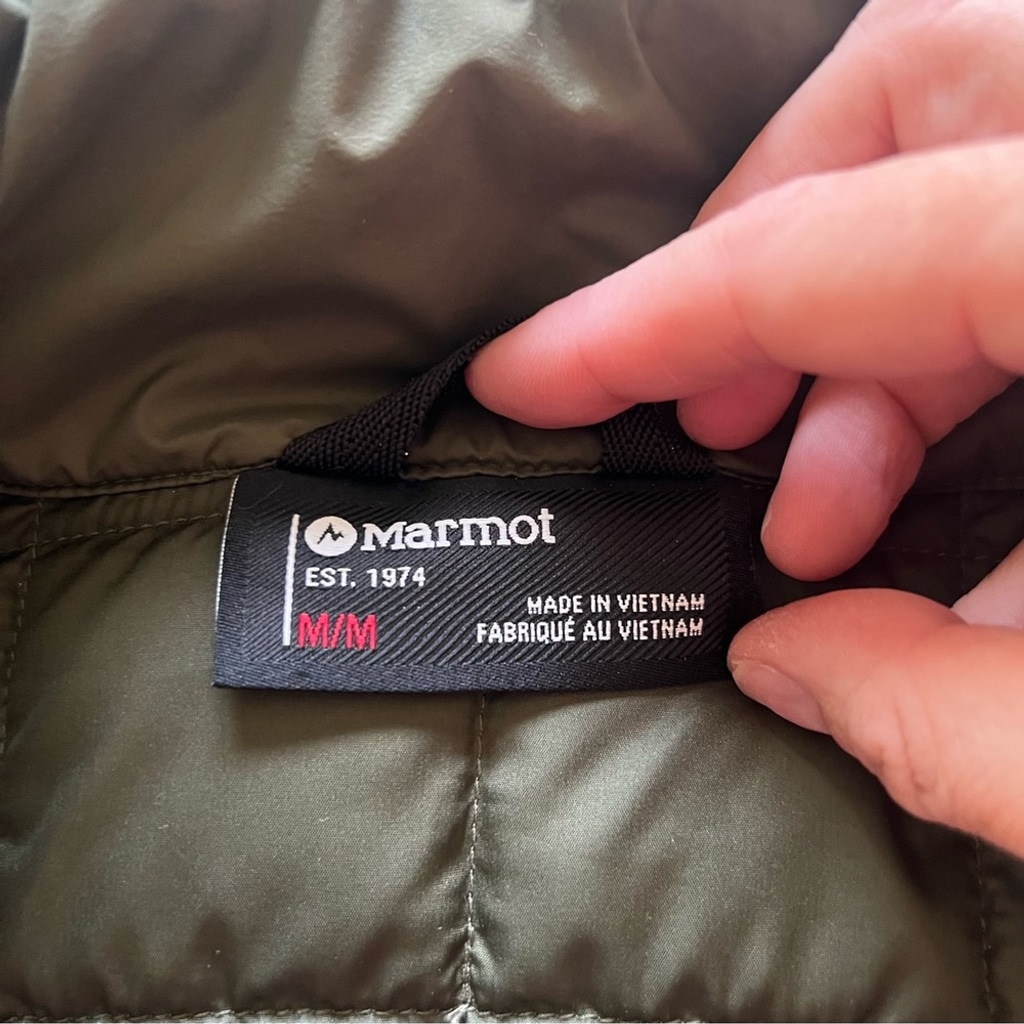 Marmot
EST. 1974
M/M
MADE IN VIETNAM
FABRIQUÉ AU VIETNAM